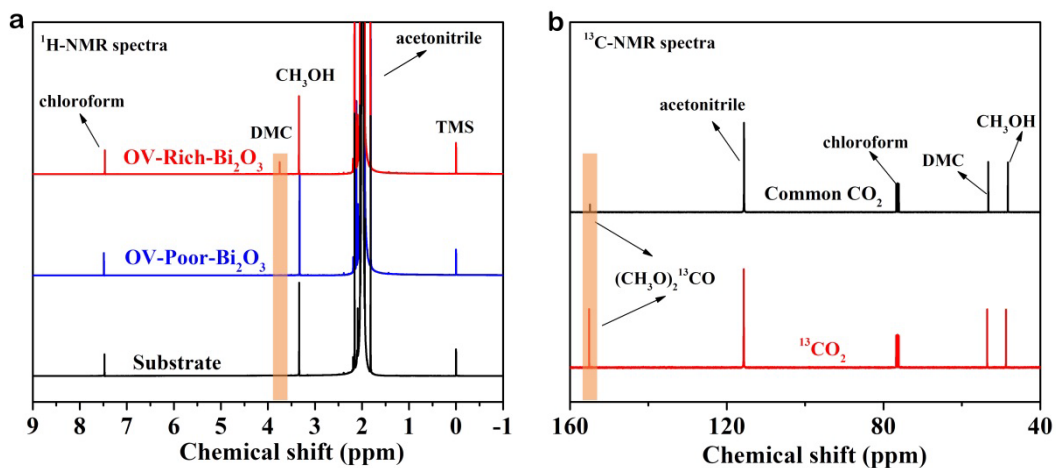 a
¹H-NMR spectra
acetonitrile
CH₃OH
chloroform
DMC
TMS
OV-Rich-Bi₂O₃
OV-Poor-Bi₂O₃
Substrate
9 8 7 6 5 4 3 2 1 0 -1
Chemical shift (ppm)
b
¹³C-NMR spectra
acetonitrile
CH₃OH
chloroform
DMC
Common CO₂
(CH₃O)₂¹³CO
¹³CO₂
160 120 80 40
Chemical shift (ppm)